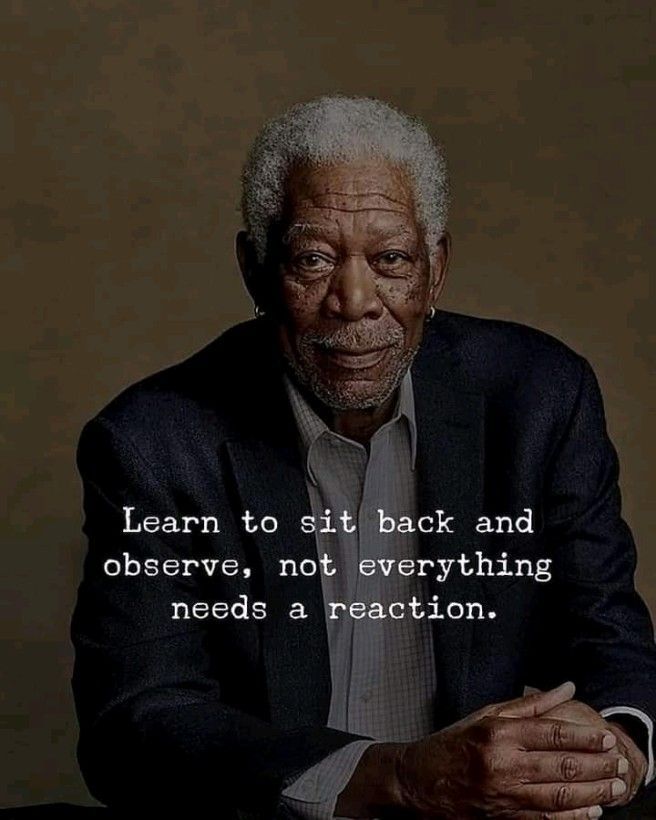 Learn to sit back and
observe, not everything
needs a reaction.